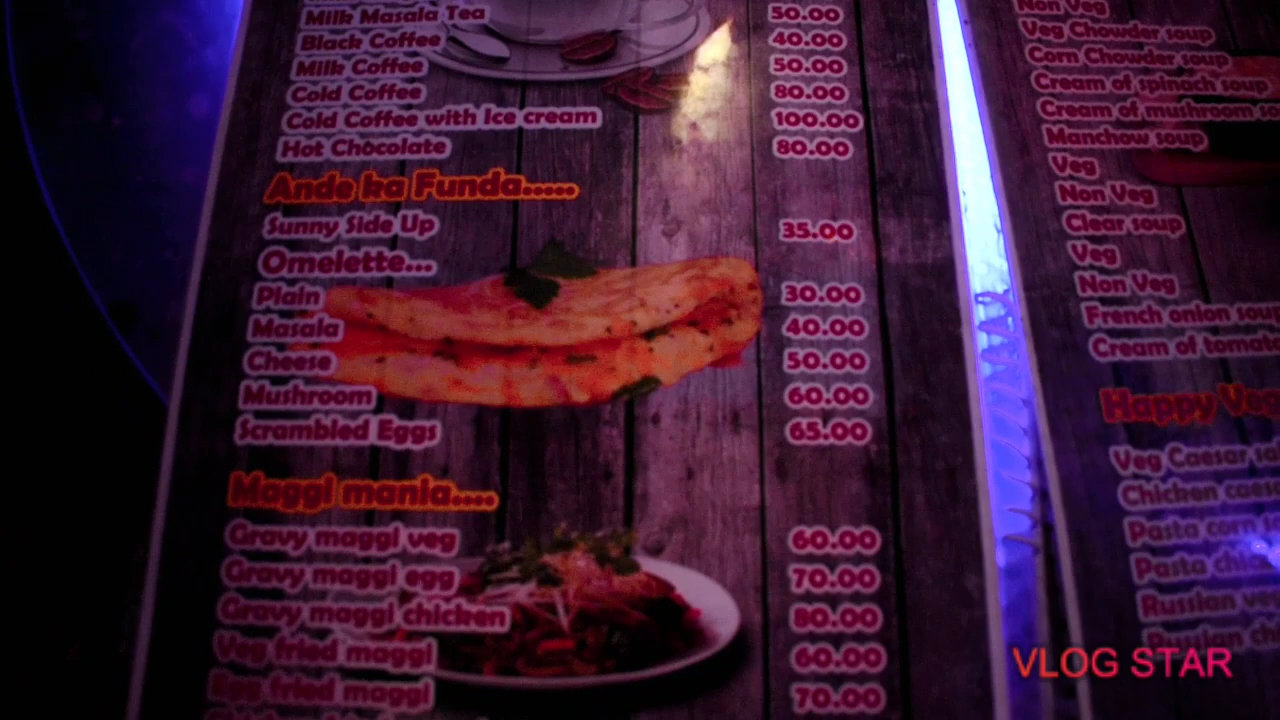 Milk Masala Tea 50.00
Black Coffee 40.00
Milk Coffee 50.00
Cold Coffee 80.00
Cold Coffee with Ice cream 100.00
Hot Chocolate 80.00
Ande ka Funda.....
Sunny Side Up 35.00
Omelette...
Plain 30.00
Masala 40.00
Cheese 50.00
Mushroom 60.00
Scrambled Eggs 65.00
Maggi mania....
Gravy maggi veg 60.00
Gravy maggi egg 70.00
Gravy maggi chicken 80.00
Veg fried maggi 60.00
Egg fried maggi 70.00
Non Veg
Veg Chowder soup
Corn Chowder soup
Cream of spinach soup
Cream of mushroom so
Manchow soup
Veg
Non Veg
Clear soup
Veg
Non Veg
French onion soup
Cream of tomato
Happy Veg
Veg Caesar sa
Chicken caes
Pasta corn s
Pasta chic
Russian ve
Russian ch
VLOG STAR